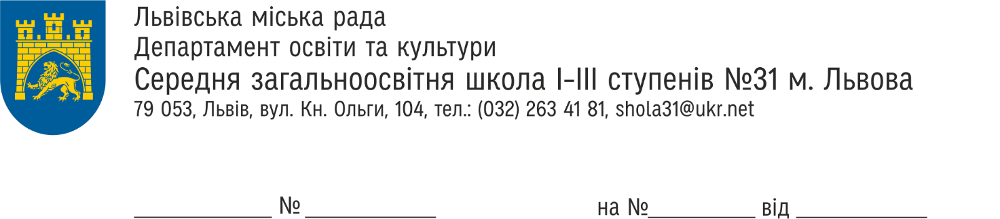 Львівська міська рада
Департамент освіти та культури
Середня загальноосвітня школа І-ІІІ ступенів №31 м. Львова
79 053, Львів, вул. Кн. Ольги, 104, тел.: (032) 263 41 81, shola31@ukr.net
____________ № ____________ на №__________ від ____________